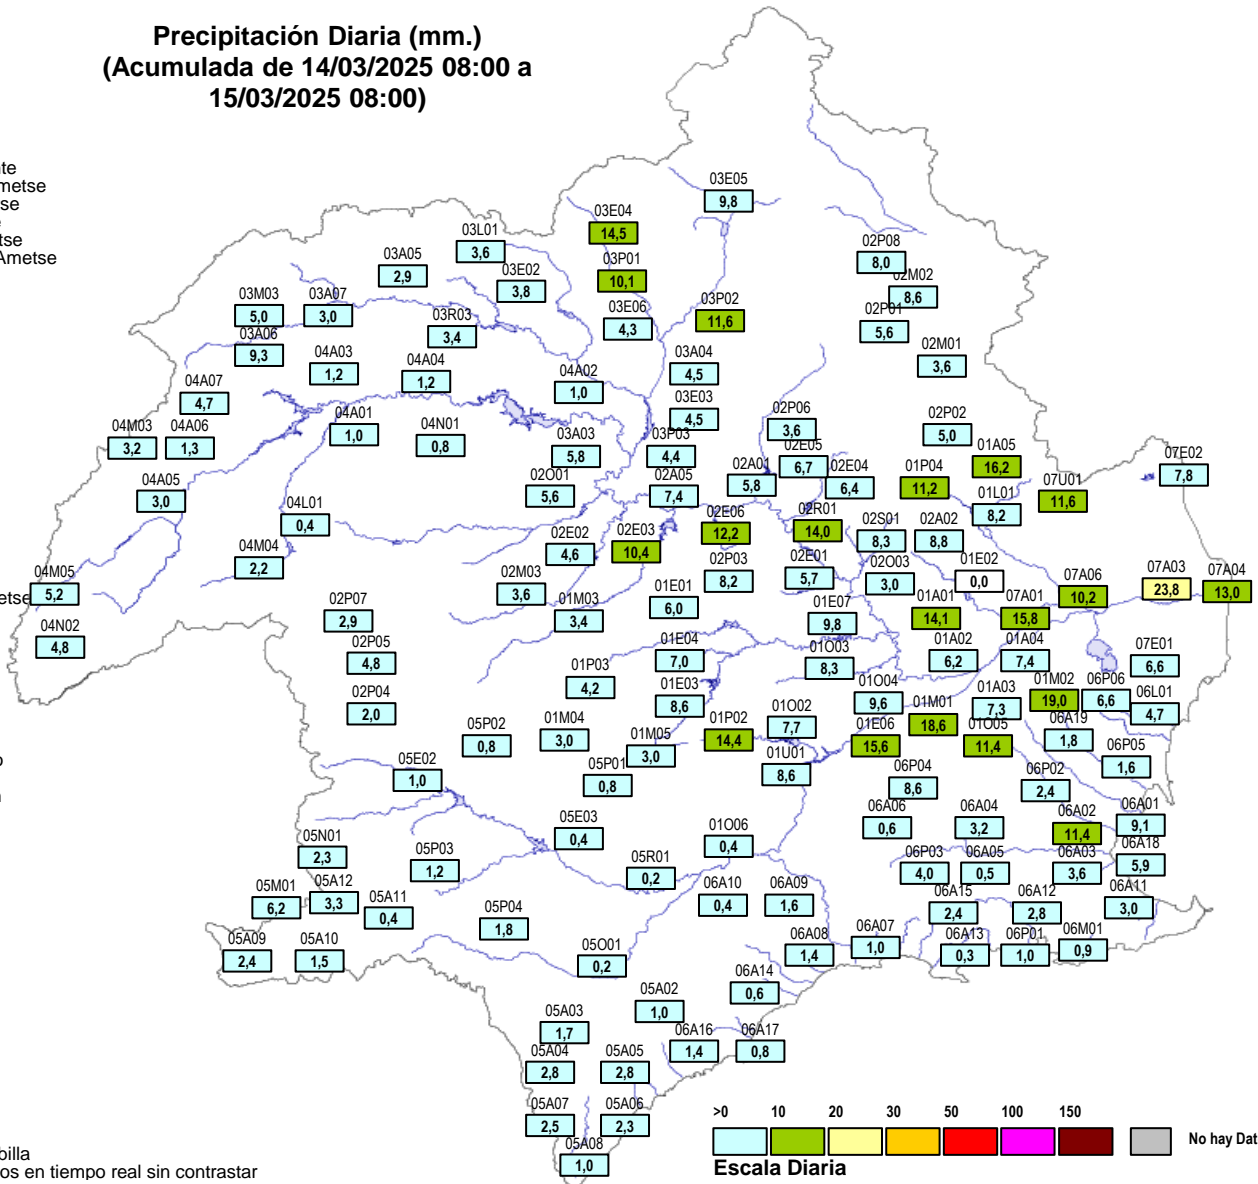 Precipitación Diaria (mm.)
(Acumulada de 14/03/2025 08:00 a
15/03/2025 08:00)
nte
metse
se
e
tse
Ametse
03E05
9,8
03E04
14,5
03L01
3,6
02P08
8,0
03A05
2,9
03P01
10,1
03E02
3,8
02M02
8,6
03M03
5,0
03A07
3,0
03P02
11,6
03E06
4,3
02P01
5,6
03R03
3,4
03A06
9,3
02M01
3,6
04A03
1,2
04A04
1,2
03A04
4,5
04A02
1,0
04A07
4,7
03E03
4,5
02P06
3,6
04A01
1,0
02P02
5,0
04M03
3,2
04A06
1,3
04N01
0,8
03A03
5,8
03P03
4,4
02E05
6,7
01A05
16,2
07E02
7,8
02A01
5,8
02E04
6,4
01P04
11,2
07U01
11,6
04A05
3,0
02O01
5,6
02A05
7,4
01L01
8,2
04L01
0,4
02E06
12,2
02R01
14,0
02S01
8,3
02A02
8,8
02E02
4,6
02E03
10,4
04M04
2,2
02P03
8,2
02E01
5,7
02O03
3,0
01E02
0,0
04M05
5,2
etse
02M03
3,6
01E01
6,0
07A06
10,2
07A03
23,8
07A04
13,0
02P07
2,9
01M03
3,4
01E07
9,8
01A01
14,1
07A01
15,8
04N02
4,8
02P05
4,8
01E04
7,0
01O03
8,3
01A02
6,2
01A04
7,4
07E01
6,6
01P03
4,2
02P04
2,0
01E03
8,6
01O04
9,6
01A03
7,3
01M02
19,0
06P06
6,6
06L01
4,7
05P02
0,8
01M04
3,0
01P02
14,4
01O02
7,7
01E06
15,6
01M01
18,6
01O05
11,4
06A19
1,8
01M05
3,0
05E02
1,0
05P01
0,8
01U01
8,6
06P04
8,6
06P02
2,4
06P05
1,6
o
05E03
0,4
01O06
0,4
06A06
0,6
06A04
3,2
06A02
11,4
06A01
9,1
05N01
2,3
05P03
1,2
05R01
0,2
06P03
4,0
06A05
0,5
06A03
3,6
06A18
5,9
05M01
6,2
05A12
3,3
05A11
0,4
06A10
0,4
06A09
1,6
06A15
2,4
06A12
2,8
06A11
3,0
05P04
1,8
05A09
2,4
05A10
1,5
05O01
0,2
06A08
1,4
06A07
1,0
06A13
0,3
06P01
1,0
06M01
0,9
06A14
0,6
05A02
1,0
05A03
1,7
06A16
1,4
06A17
0,8
05A04
2,8
05A05
2,8
05A07
2,5
05A06
2,3
05A08
1,0
>0 10 20 30 50 100 150
No hay Dat
Escala Diaria
billa
os en tiempo real sin contrastar